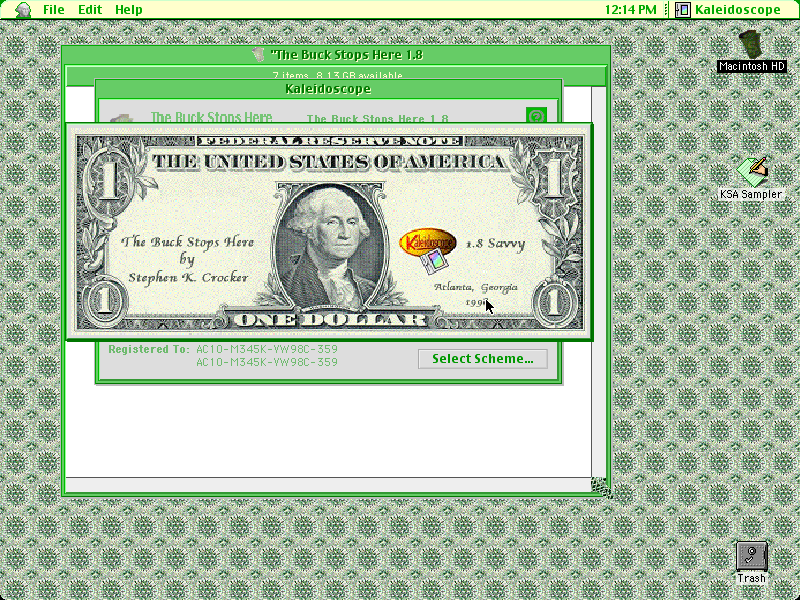 File Edit Help
12:14 PM Kaleidoscope
"The Buck Stops Here 1.8
7 items, 8.13 GB available
Macintosh HD
Kaleidoscope
The Buck Stops Here The Buck Stops Here 1.8
FEDERAL RESERVE NOTE
THE UNITED STATES OF AMERICA
1 1
KSA Sampler
The Buck Stops Here
by
Stephen K. Crocker
Kaleidoscope
1.8 Savvy
Atlanta, Georgia
1 1
ONE DOLLAR
Registered To: AC10-M345K-YW98C-359
AC10-M345K-YW98C-359
Select Scheme...
Trash